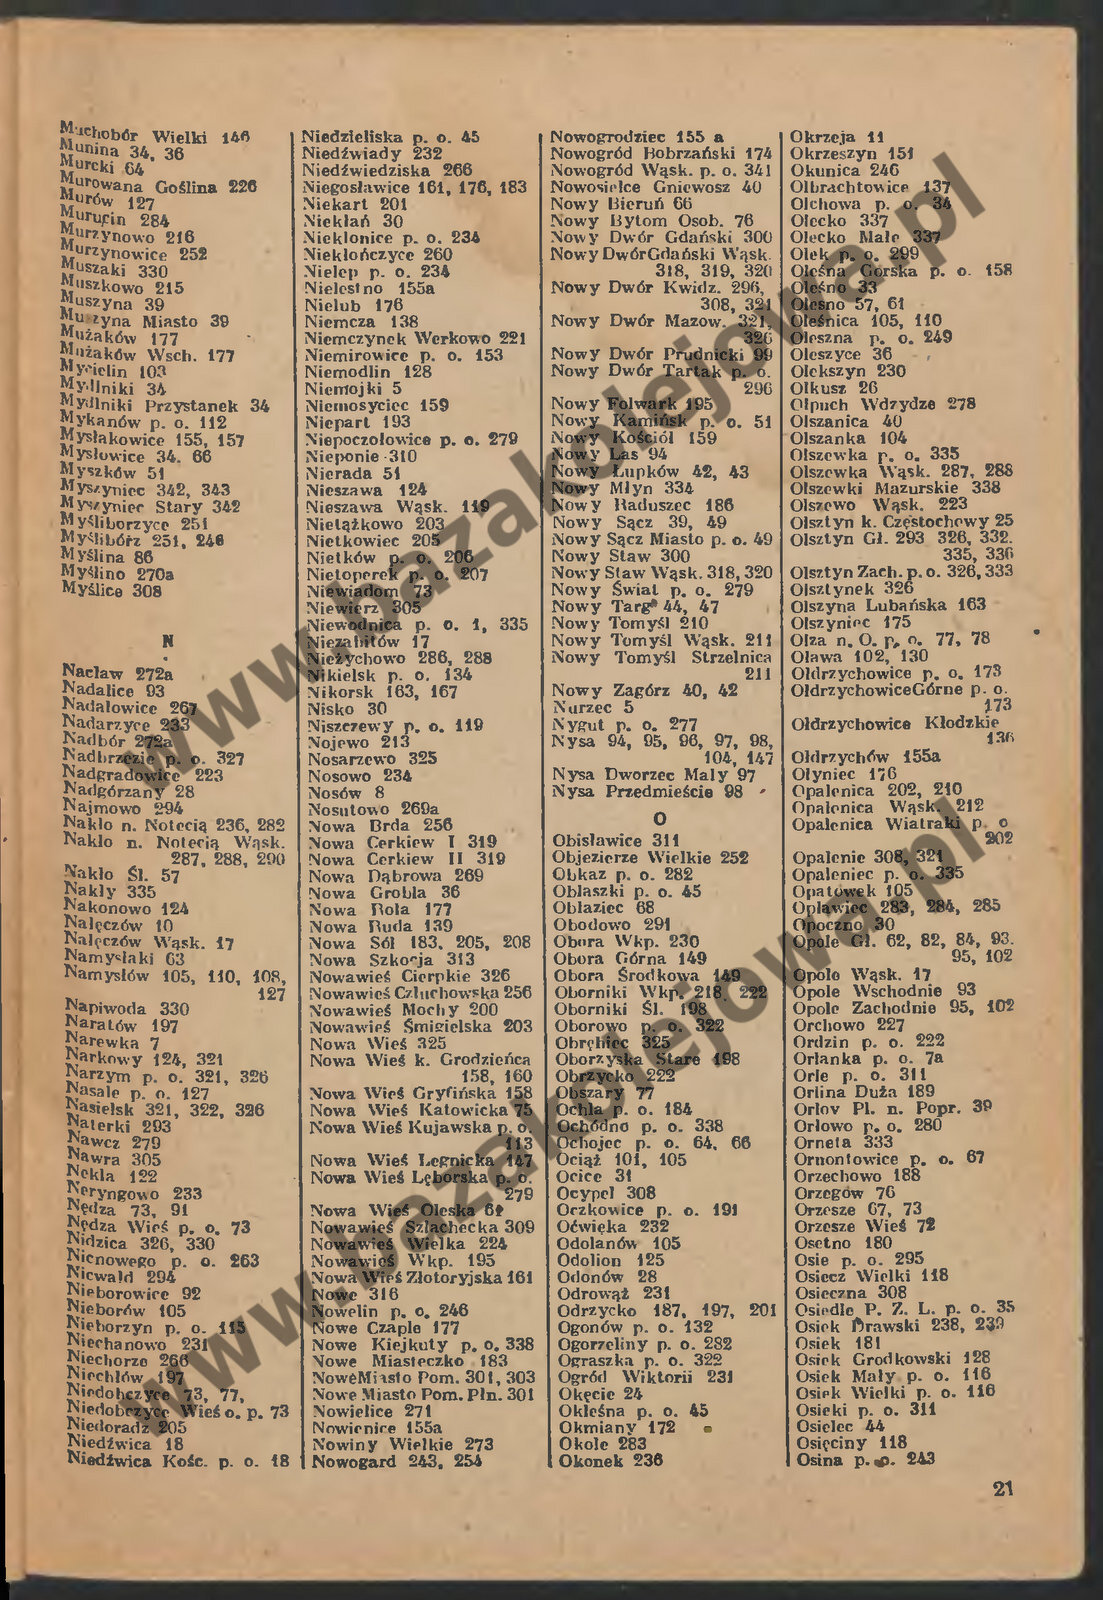 Muchobór Wielki 146
Munina 34, 36
Murcki 64
Murowana Goślina 226
Murów 127
Murucin 284
Murzynowo 216
Murzynowice 252
Muszaki 330
Muszkowo 215
Muszyna 39
Muszyna Miasto 39
Mużaków 177
Mużaków Wsch. 177
Mycielin 103
Mydlniki 34
Mydlniki Przystanek 34
Mykanów p. o. 112
Mysłakowice 155, 157
Mysłowice 34. 66
Myszków 51
Myszyniec 342, 343
Myszyniec Stary 342
Myśliborzyce 251
Myślibórz 251, 246
Myślina 86
Myślino 270a
Myślice 308
N
Nacław 272a
Nadalice 93
Nadałowice 267
Nadarzyce 233
Nadbór 272a
Nadbrzezie p. o. 327
Nadgradowice 223
Nadgórzany 28
Najmowo 294
Nakło n. Notecią 236, 282
Nakło n. Notecią Wąsk.
287, 288, 290
Nakło Śl. 57
Nakły 335
Nakonowo 124
Nałęczów 10
Nałęczów Wąsk. 17
Namysłaki 63
Namysłów 105, 110, 108,
127
Napiwoda 330
Naratów 197
Narewka 7
Narkowy 124, 321
Narzym p. o. 321, 326
Nasale p. o. 127
Nasielsk 321, 322, 326
Naterki 293
Nawcz 279
Nawra 305
Nekla 122
Neryngowo 233
Nędza 73, 91
Nędza Wieś p. o. 73
Nidzica 326, 330
Nicnowego p. o. 263
Nicwald 294
Nieborowice 92
Nieborów 105
Nieborzyn p. o. 115
Niechanowo 231
Niechorze 266
Niechlów 197
Niedobczyce 73, 77,
Niedobczyce Wieś o. p. 73
Niedoradz 205
Niedźwica 18
Niedźwica Kośc. p. o. 18
Niedzieliska p. o. 45
Niedźwiady 232
Niedźwiedziska 266
Niegosławice 161, 176, 183
Niekart 201
Niekłań 30
Nieklonice p. o. 234
Niekłończyce 260
Nielep p. o. 234
Nielestno 155a
Nielub 176
Niemcza 138
Niemczynek Werkowo 221
Niemirowice p. o. 153
Niemodlin 128
Niemojki 5
Niemosycicc 159
Niepart 193
Niepoczołowice p. o. 279
Nieponie 310
Nierada 51
Nieszawa 124
Nieszawa Wąsk. 119
Nietążkowo 203
Nietkowiec 205
Nietków p. o. 206
Nietoperek p. o. 207
Niewiadom 73
Niewierz 305
Niewodnica p. o. 1, 335
Niezabitów 17
Nieżychowo 286, 288
Nikielsk p. o. 134
Nikorsk 163, 167
Nisko 30
Niszczewy p. o. 119
Nojewo 213
Nosarzewo 325
Nosowo 234
Nosów 8
Nosutowo 269a
Nowa Brda 256
Nowa Cerkiew I 319
Nowa Cerkiew II 319
Nowa Dąbrowa 269
Nowa Grobla 36
Nowa Rola 177
Nowa Ruda 139
Nowa Sól 183, 205, 208
Nowa Szkocja 313
Nowawieś Cierpkie 326
Nowawieś Człuchowska 256
Nowawieś Mochy 200
Nowawieś Śmigielska 203
Nowa Wieś 325
Nowa Wieś k. Grodzieńca
158, 160
Nowa Wieś Gryfińska 158
Nowa Wieś Katowicka 75
Nowa Wieś Kujawska p. o.
113
Nowa Wieś Legnicka 147
Nowa Wieś Lęborska p. o.
279
Nowa Wieś Oleska 61
Nowawieś Szlachecka 309
Nowawieś Wielka 224
Nowawieś Wkp. 195
Nowa Wieś Złotoryjska 161
Nowe 316
Nowelin p. o. 246
Nowe Czaple 177
Nowe Kiejkuty p. o. 338
Nowe Miasteczko 183
NoweMiasto Pom. 301, 303
Nowe Miasto Pom. Płn. 301
Nowielice 271
Nowienice 155a
Nowiny Wielkie 273
Nowogard 243, 254
Nowogrodziec 155 a
Nowogród Bobrzański 174
Nowogród Wąsk. p. o. 341
Nowosielce Gniewosz 40
Nowy Bieruń 66
Nowy Bytom Osob. 76
Nowy Dwór Gdański 300
Nowy DwórGdański Wąsk.
318, 319, 320
Nowy Dwór Kwidz. 296,
308, 321
Nowy Dwór Mazow. 321,
326
Nowy Dwór Prudnicki 99
Nowy Dwór Tartak p. o.
296
Nowy Folwark 195
Nowy Kamińsk p. o. 51
Nowy Kościół 159
Nowy Las 94
Nowy Łupków 42, 43
Nowy Młyn 334
Nowy Raduszec 186
Nowy Sącz 39, 49
Nowy Sącz Miasto p. o. 49
Nowy Staw 300
Nowy Staw Wąsk. 318, 320
Nowy Świat p. o. 279
Nowy Targ 44, 47
Nowy Tomyśl 210
Nowy Tomyśl Wąsk. 211
Nowy Tomyśl Strzelnica
211
Nowy Zagórz 40, 42
Nurzec 5
Nygut p. o. 277
Nysa 94, 95, 96, 97, 98,
104, 147
Nysa Dworzec Mały 97
Nysa Przedmieście 98
O
Obisławice 311
Objezierze Wielkie 252
Obkaz p. o. 282
Oblaszki p. o. 45
Obłaziec 68
Obodowo 291
Obora Wkp. 230
Obora Górna 149
Obora Środkowa 149
Oborniki Wkp. 218, 222
Oborniki Śl. 198
Oborowo p. o. 322
Obrębiec 325
Oborzyska Stare 198
Obrzycko 222
Obszary 77
Ochla p. o. 184
Ochódno p. o. 338
Ochojec p. o. 64, 66
Ociąż 101, 105
Ocice 31
Ocypel 308
Oczkowice p. o. 191
Oćwięka 232
Odolanów 105
Odolion 125
Odonów 28
Odrowąż 231
Odrzycko 187, 197, 201
Ogonów p. o. 132
Ogorzeliny p. o. 282
Ograszka p. o. 322
Ogród Wiktorii 231
Okęcie 24
Okleśna p. o. 45
Okmiany 172
Okole 283
Okonek 236
Okrzeja 11
Okrzeszyn 151
Okunica 246
Olbrachtowice 137
Olchowa p. o. 34
Olecko 337
Olecko Małe 337
Olek p. o. 299
Oleśna Górska p. o. 158
Oleśno 33
Olesno 57, 61
Oleśnica 105, 110
Oleszna p. o. 249
Oleszyce 36
Olekszyn 230
Olkusz 26
Olpuch Wdzydze 278
Olszanica 40
Olszanka 104
Olszewka p. o. 335
Olszewka Wąsk. 287, 288
Olszewki Mazurskie 338
Olszewo Wąsk. 223
Olsztyn k. Częstochowy 25
Olsztyn Gł. 293 326, 332.
335, 336
Olsztyn Zach. p. o. 326, 333
Olsztynek 326
Olszyna Lubańska 163
Olszyniec 175
Olza n. O. p. o. 77, 78
Oława 102, 130
Ołdrzychowice p. o. 173
OłdrzychowiceGórne p. o.
173
Ołdrzychowice Kłodzkie
136
Ołdrzychów 155a
Ołyniec 176
Opalenica 202, 210
Opalenica Wąsk. 212
Opalenica Wiatraki p. o
202
Opalenie 308, 321
Opaleniec p. o. 335
Opatówek 105
Opławiec 283, 284, 285
Opoczno 30
Opole Gł. 62, 82, 84, 93.
95, 102
Opole Wąsk. 17
Opole Wschodnie 93
Opole Zachodnie 95, 102
Orchowo 227
Ordzin p. o. 222
Orlanka p. o. 7a
Orle p. o. 311
Orlina Duża 189
Orlov Pl. n. Popr. 39
Orłowo p. o. 280
Orneta 333
Ornontowice p. o. 67
Orzechowo 188
Orzegów 76
Orzesze 67, 73
Orzesze Wieś 72
Osetno 180
Osie p. o. 295
Osiecz Wielki 118
Osieczna 308
Osiedle P. Z. L. p. o. 35
Osiek Drawski 238, 239
Osiek 181
Osiek Grodkowski 128
Osiek Mały p. o. 116
Osiek Wielki p. o. 116
Osieki p. o. 311
Osielec 44
Osięciny 118
Osina p. o. 243
21
www.bazakolejowa.pl
www.bazakolejowa.pl